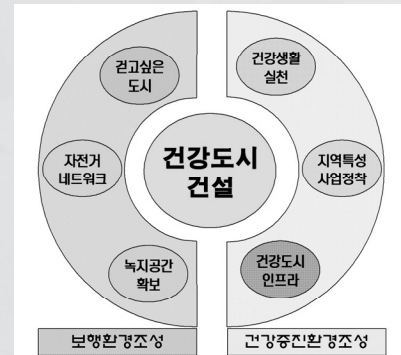 걷고싶은
도시
긴강생활
실천
자전거
네드워크
건강도시
건설
지역특성
사업정착
녹지공간
확보
건강도시
인프라
보행환경조성
건강증진환경조성